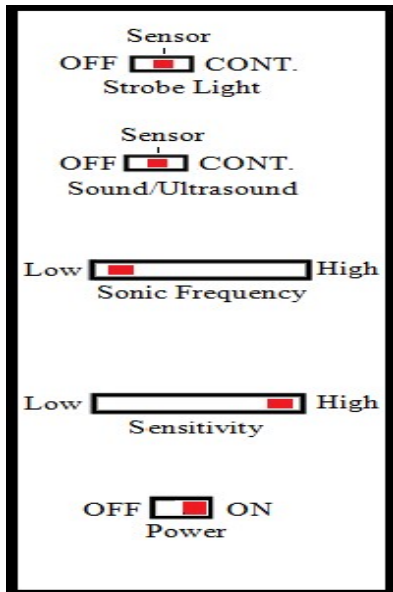 Sensor
OFF CONT.
Strobe Light
Sensor
OFF CONT.
Sound/Ultrasound
Low High
Sonic Frequency
Low High
Sensitivity
OFF ON
Power